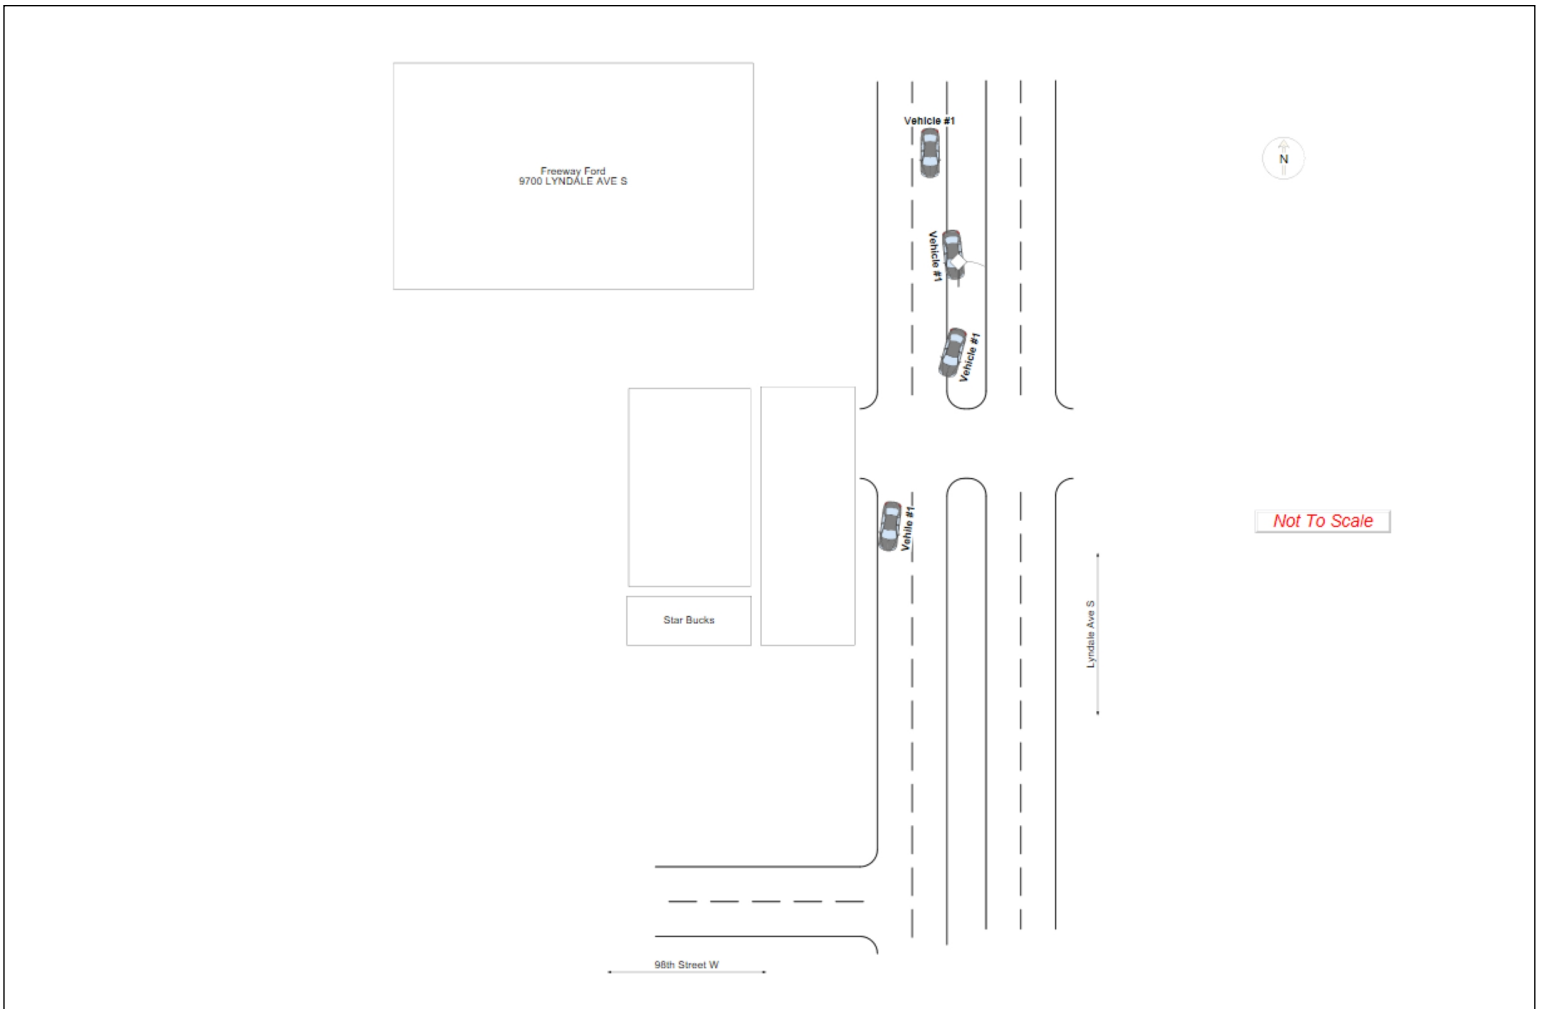 Vehicle #1
Freeway Ford
9700 LYNDALE AVE S
N
Vehicle #1
Vehicle #1
Vehile #1
Not To Scale
Star Bucks
Lyndale Ave S
98th Street W